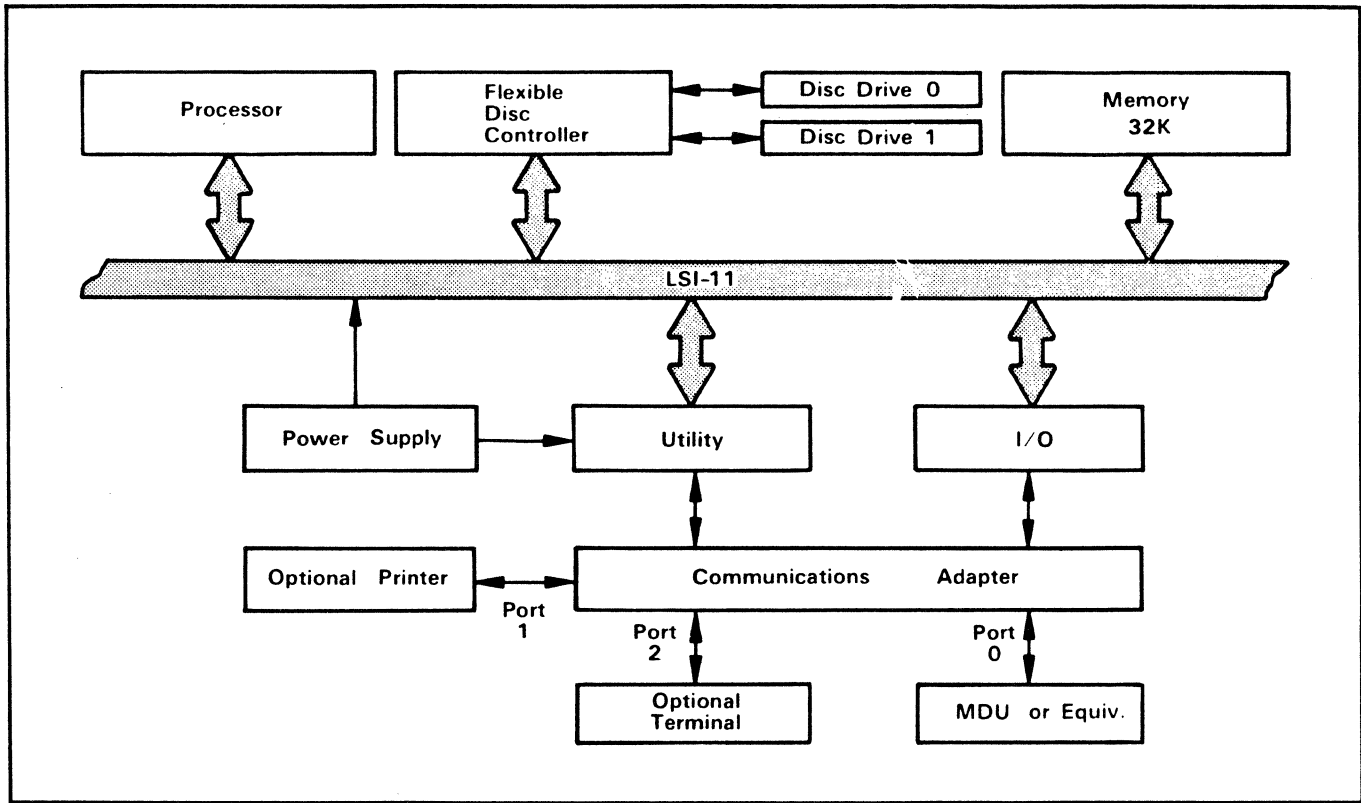 Processor
Flexible
Disc
Controller
Disc Drive 0
Disc Drive 1
Memory
32K
LSI-11
Power Supply
Utility
I/O
Optional Printer
Communications Adapter
Port
1
Port
2
Port
0
Optional
Terminal
MDU or Equiv.